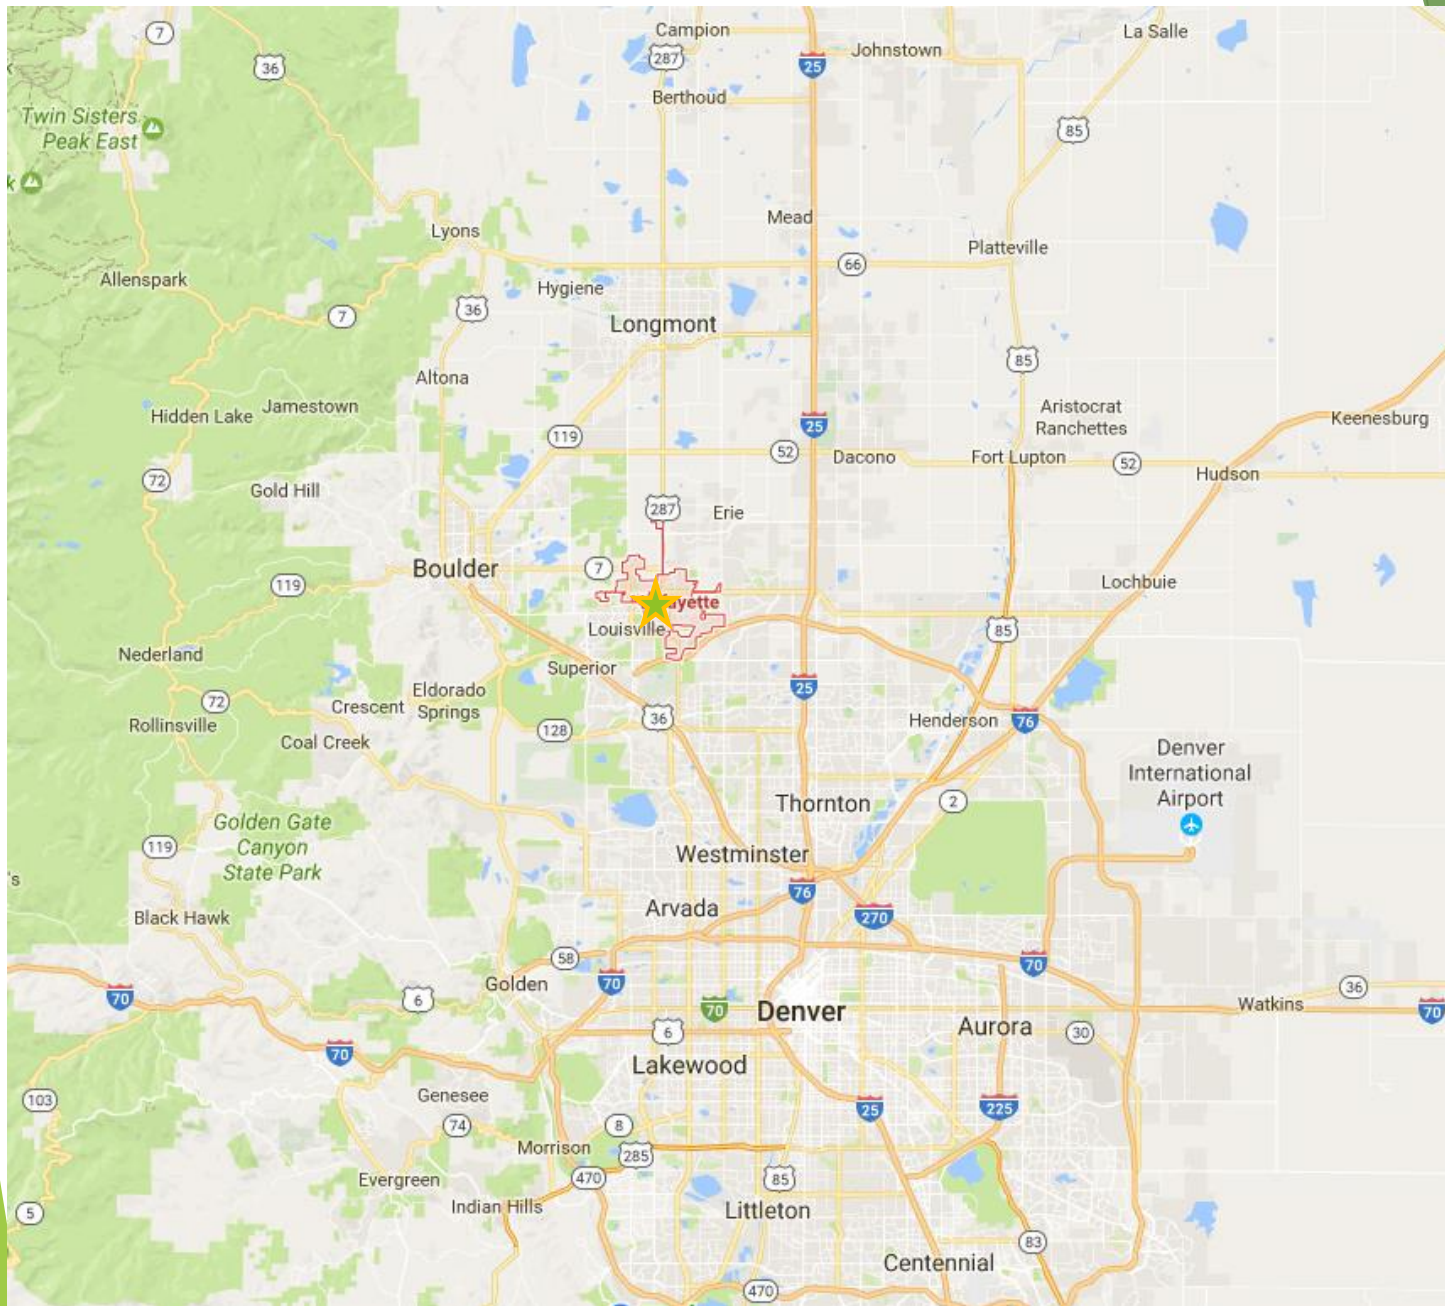 7
Campion
La Salle
287
Johnstown
36
25
Berthoud
Twin Sisters
Peak East
85
k
Mead
Lyons
Platteville
66
Allenspark
Hygiene
36
7
Longmont
85
Altona
Aristocrat
Ranchettes
Hidden Lake
Jamestown
Keenesburg
25
119
52
Dacono
Fort Lupton
52
Hudson
72
Gold Hill
287
Erie
Boulder
7
Lochbuie
119
yette
Louisville
85
Nederland
Superior
25
Eldorado
Springs
72
Crescent
36
Henderson
76
Rollinsville
128
Coal Creek
Denver
International
Airport
Thornton
2
Golden Gate
Canyon
State Park
119
Westminster
's
76
Arvada
Black Hawk
270
58
70
Golden
70
70
6
36
70
Denver
Watkins
70
6
Aurora
30
70
Lakewood
103
Genesee
25
225
74
8
Morrison
285
Evergreen
470
85
Indian Hills
Littleton
5
83
Centennial
470